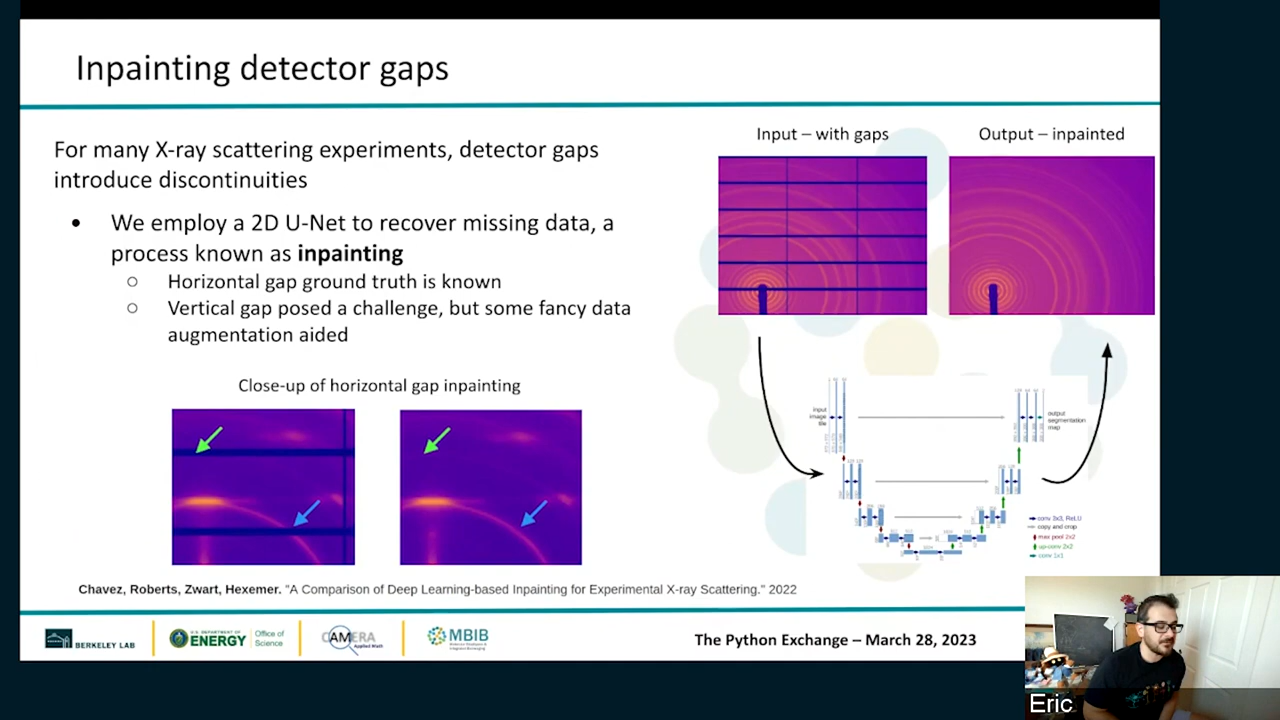 Inpainting detector gaps
For many X-ray scattering experiments, detector gaps
introduce discontinuities
• We employ a 2D U-Net to recover missing data, a
process known as inpainting
○ Horizontal gap ground truth is known
○ Vertical gap posed a challenge, but some fancy data
augmentation aided
Close-up of horizontal gap inpainting
Input – with gaps
Output – inpainted
input
image
tile
output
segmentation
map
conv 3x3, ReLU
copy and crop
max pool 2x2
up-conv 2x2
conv 1x1
Chavez, Roberts, Zwart, Hexemer. "A Comparison of Deep Learning-based Inpainting for Experimental X-ray Scattering." 2022
BERKELEY LAB
U.S. DEPARTMENT OF
ENERGY
Office of
Science
CAMERA
Applied Math
MBIB
The Python Exchange – March 28, 2023
Eric